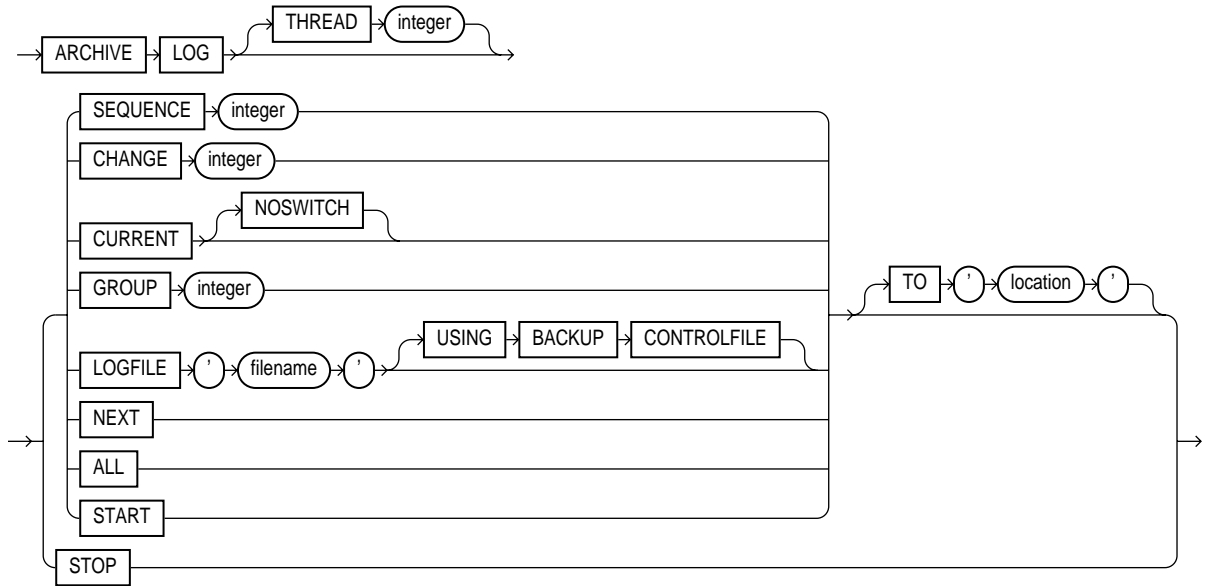 THREAD integer
ARCHIVE LOG
SEQUENCE integer
CHANGE integer
NOSWITCH
CURRENT
GROUP integer
TO ' location '
USING BACKUP CONTROLFILE
LOGFILE ' filename '
NEXT
ALL
START
STOP